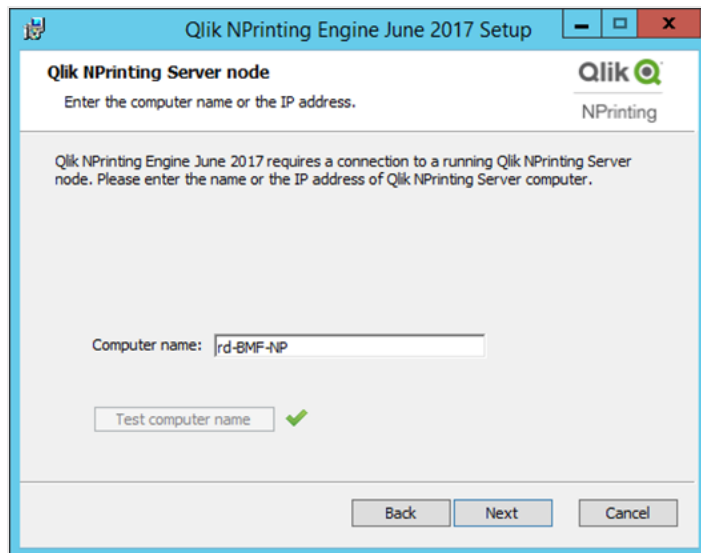 Qlik NPrinting Engine June 2017 Setup
Qlik NPrinting Server node
Enter the computer name or the IP address.
Qlik
NPrinting
Qlik NPrinting Engine June 2017 requires a connection to a running Qlik NPrinting Server
node. Please enter the name or the IP address of Qlik NPrinting Server computer.
Computer name: rd-BMF-NP
Test computer name
Back Next Cancel